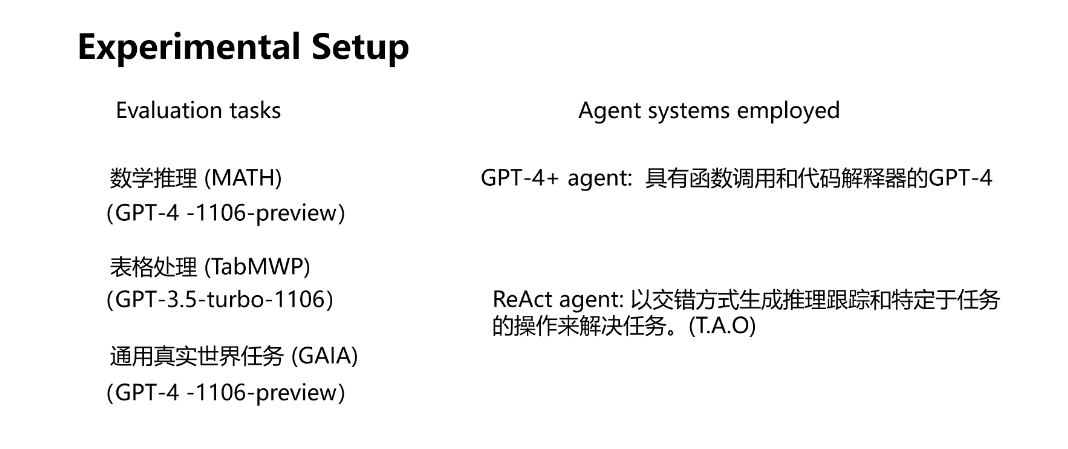 Experimental Setup
Evaluation tasks
Agent systems employed
数学推理 (MATH)
(GPT-4 -1106-preview)
表格处理 (TabMWP)
(GPT-3.5-turbo-1106)
通用真实世界任务 (GAIA)
(GPT-4 -1106-preview)
GPT-4+ agent: 具有函数调用和代码解释器的GPT-4
ReAct agent: 以交错方式生成推理跟踪和特定于任务
的操作来解决任务。(T.A.O)